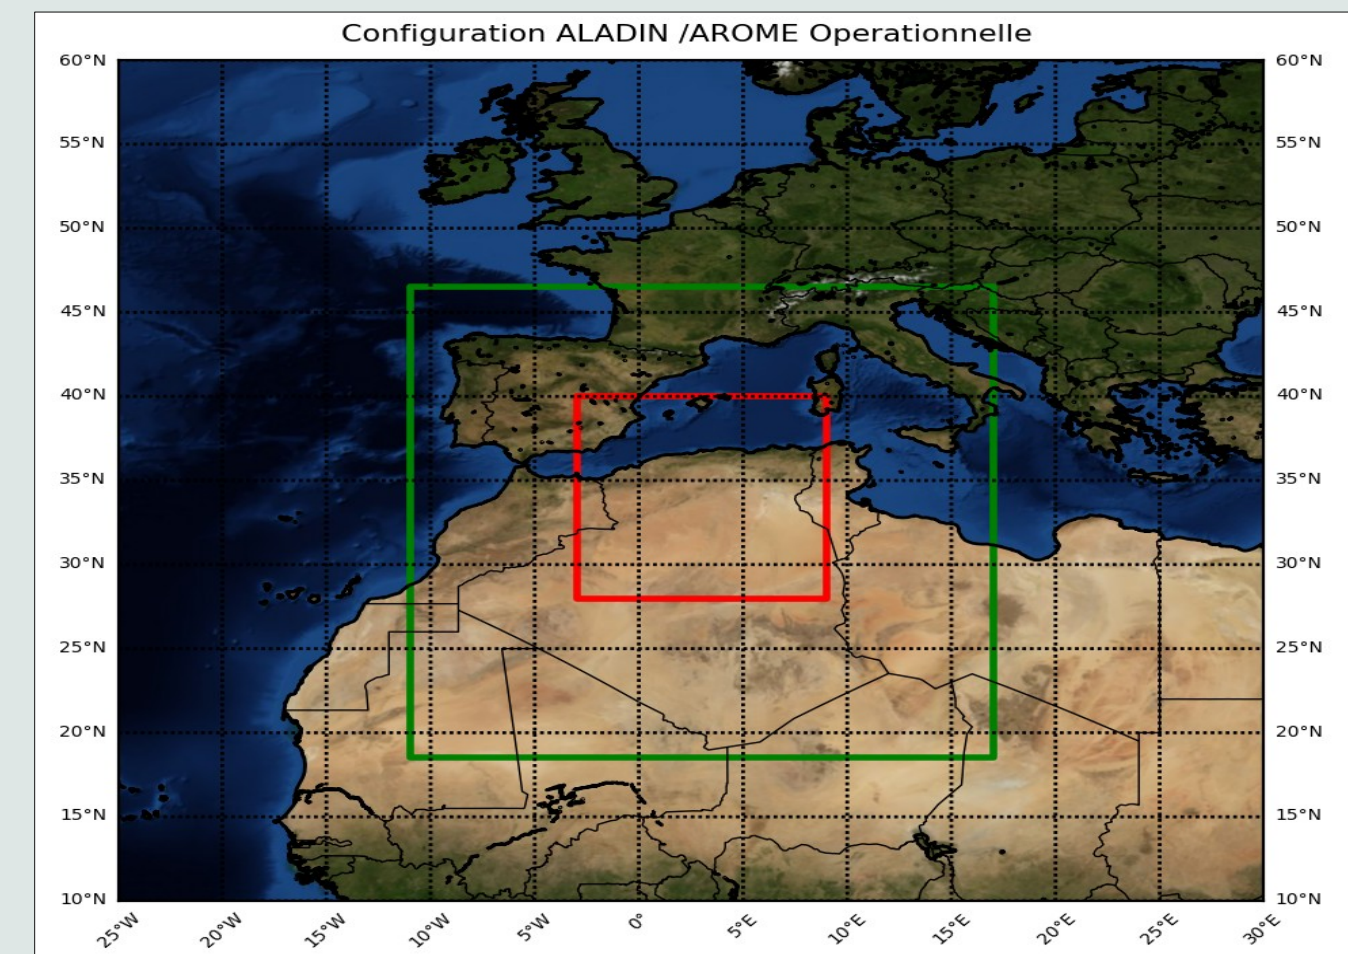 Configuration ALADIN /AROME Operationnelle
60°N 60°N
55°N 55°N
50°N 50°N
45°N 45°N
40°N 40°N
35°N 35°N
30°N 30°N
25°N 25°N
20°N 20°N
15°N 15°N
10°N 10°N
25°W 20°W 15°W 10°W 5°W 0° 5°E 10°E 15°E 20°E 25°E 30°E